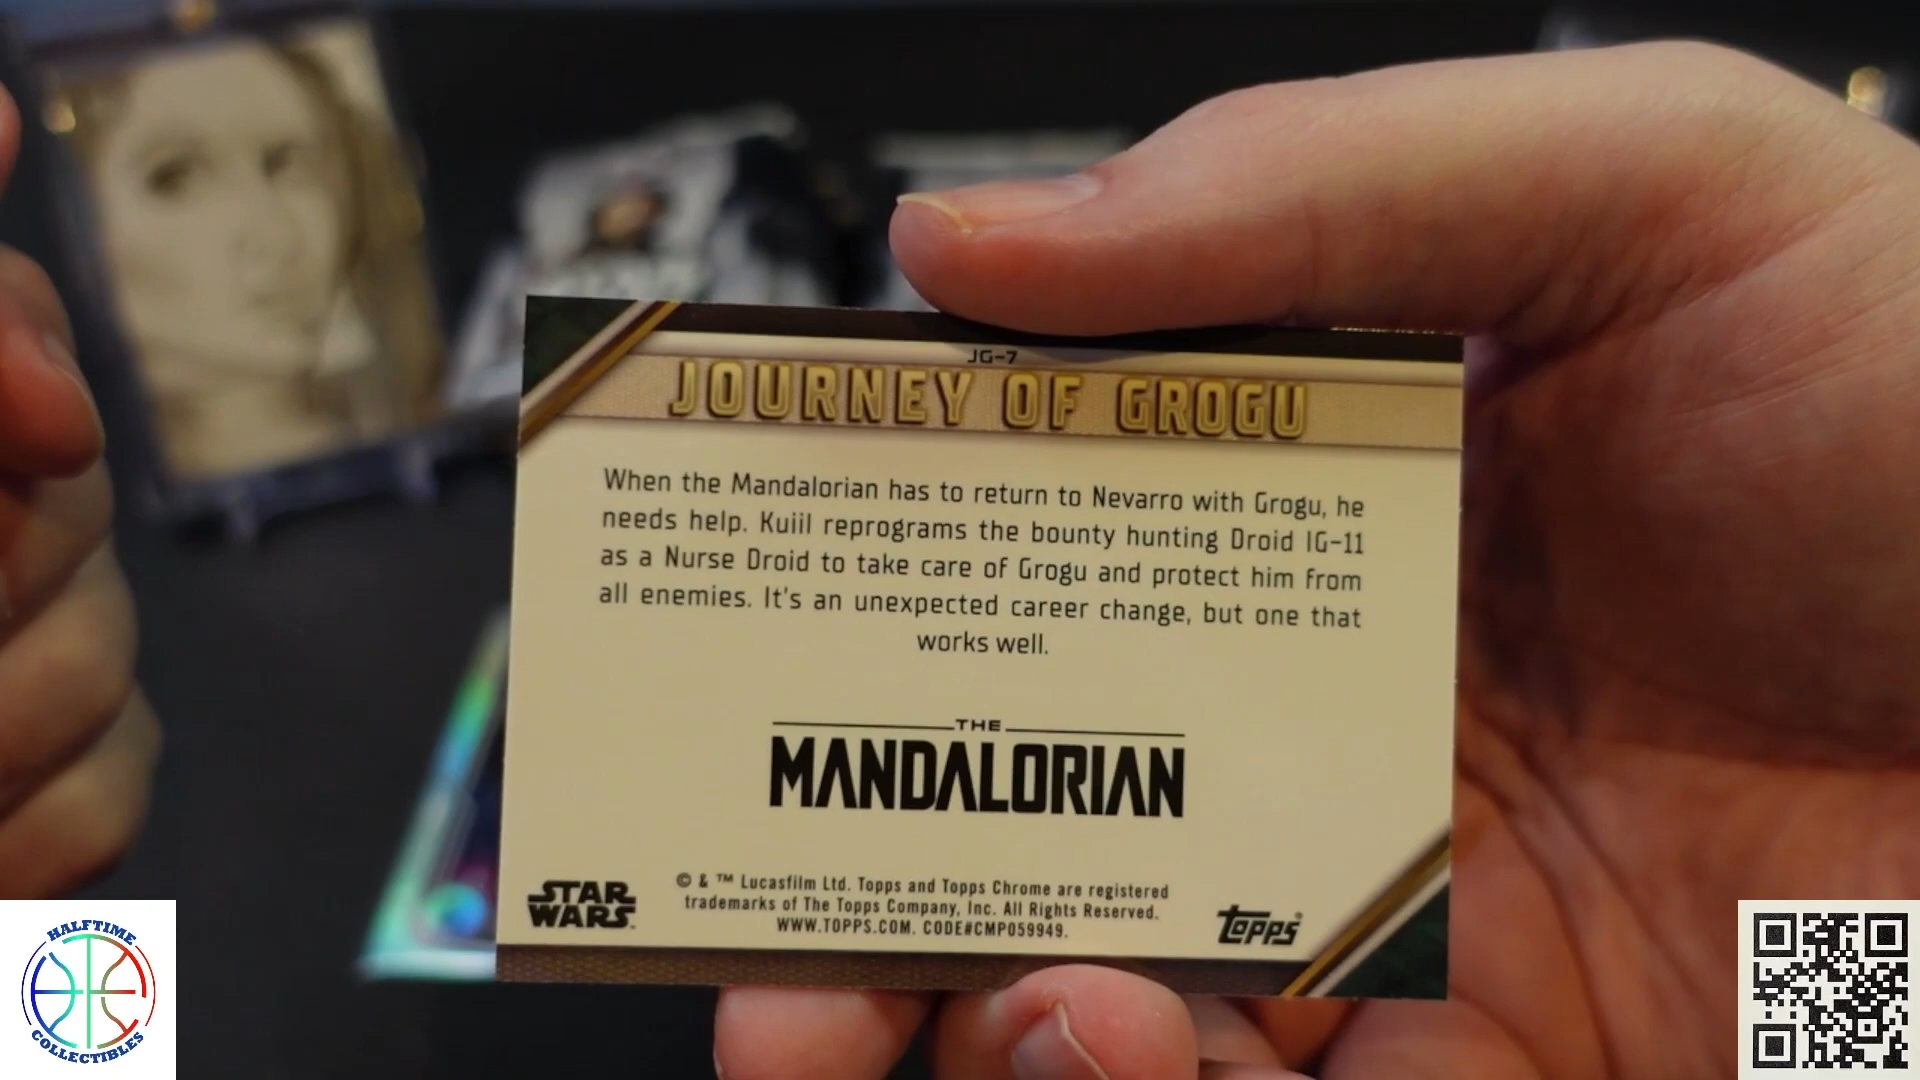 JG-7
JOURNEY OF GROGU
When the Mandalorian has to return to Nevarro with Grogu, he
needs help. Kuiil reprograms the bounty hunting Droid IG-11
as a Nurse Droid to take care of Grogu and protect him from
all enemies. It's an unexpected career change, but one that
works well.
THE
MANDALORIAN
STAR
WARS
© & ™ Lucasfilm Ltd. Topps and Topps Chrome are registered
trademarks of The Topps Company, Inc. All Rights Reserved.
WWW.TOPPS.COM. CODE#CMP059949.
topps®
HALFTIME
COLLECTIBLES